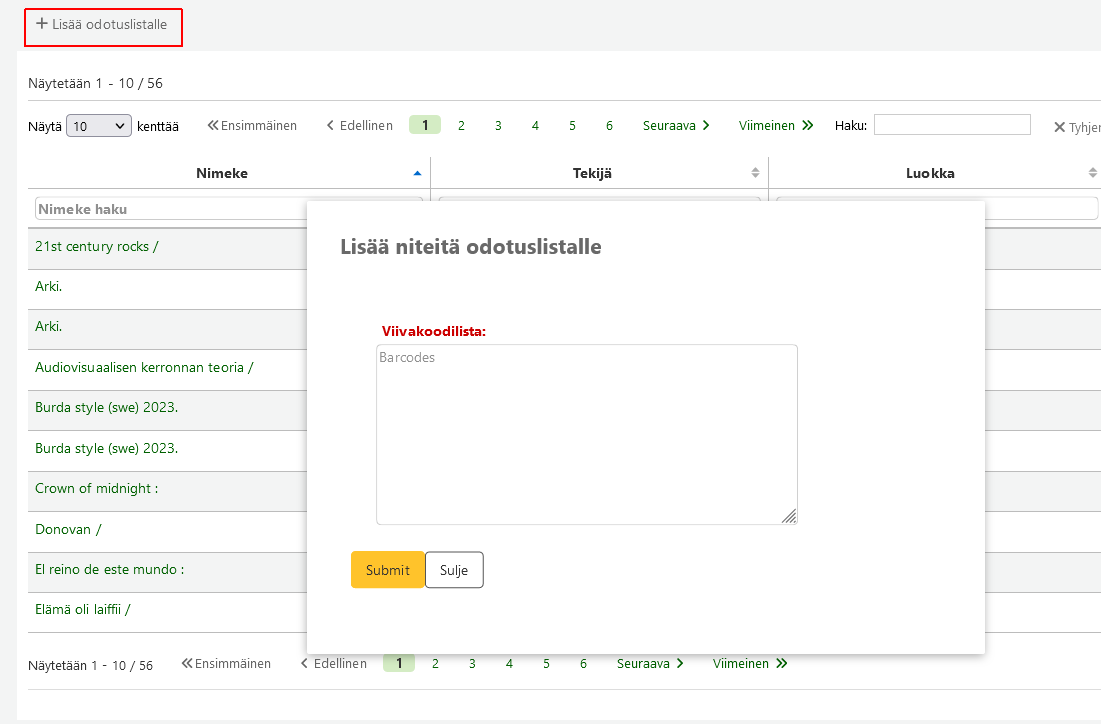 + Lisää odotuslistalle
Näytetään 1 - 10 / 56
Näytä 10 kenttää Ensimmäinen Edellinen 1 2 3 4 5 6 Seuraava Viimeinen Haku: Tyhjen
Nimeke Tekijä Luokka
Nimeke haku
Lisää niteitä odotuslistalle
21st century rocks /
Arki.
Arki.
Viivakodilista:
Barcodes
Audiovisuaalisen kerronnan teoria /
Burda style (swe) 2023.
Burda style (swe) 2023.
Crown of midnight :
Donovan /
El reino de este mundo :
Submit Sulje
Elämä oli laiffii /
Näytetään 1 - 10 / 56 Ensimmäinen Edellinen 1 2 3 4 5 6 Seuraava Viimeinen